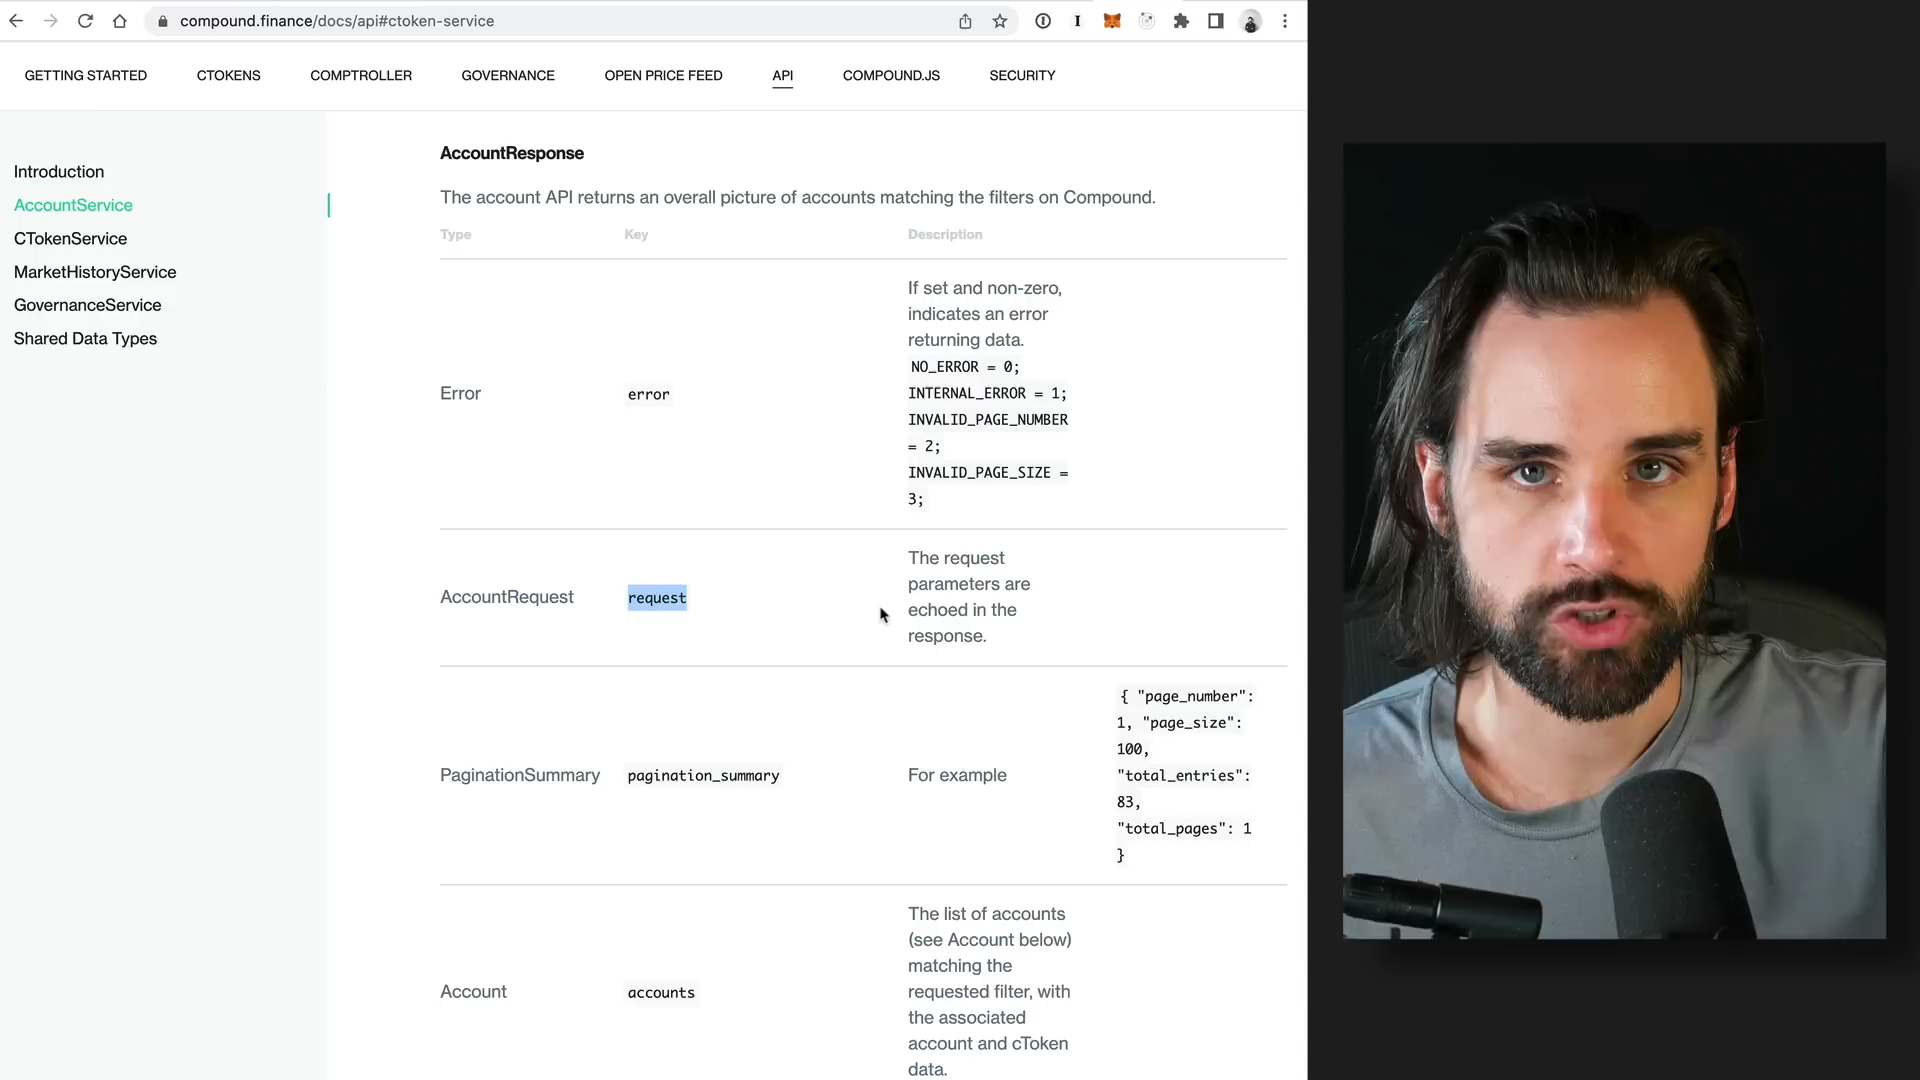 compound.finance/docs/api#ctoken-service
GETTING STARTED CTOKENS COMPTROLLER GOVERNANCE OPEN PRICE FEED API COMPOUND.JS SECURITY
Introduction
AccountService
CTokenService
MarketHistoryService
GovernanceService
Shared Data Types
AccountResponse
The account API returns an overall picture of accounts matching the filters on Compound.
Type Key Description
Error error
If set and non-zero,
indicates an error
returning data.
NO_ERROR = 0;
INTERNAL_ERROR = 1;
INVALID_PAGE_NUMBER
= 2;
INVALID_PAGE_SIZE =
3;
AccountRequest request
The request
parameters are
echoed in the
response.
PaginationSummary pagination_summary For example
{ "page_number":
1, "page_size":
100,
"total_entries":
83,
"total_pages": 1
}
Account accounts
The list of accounts
(see Account below)
matching the
requested filter, with
the associated
account and cToken
data.